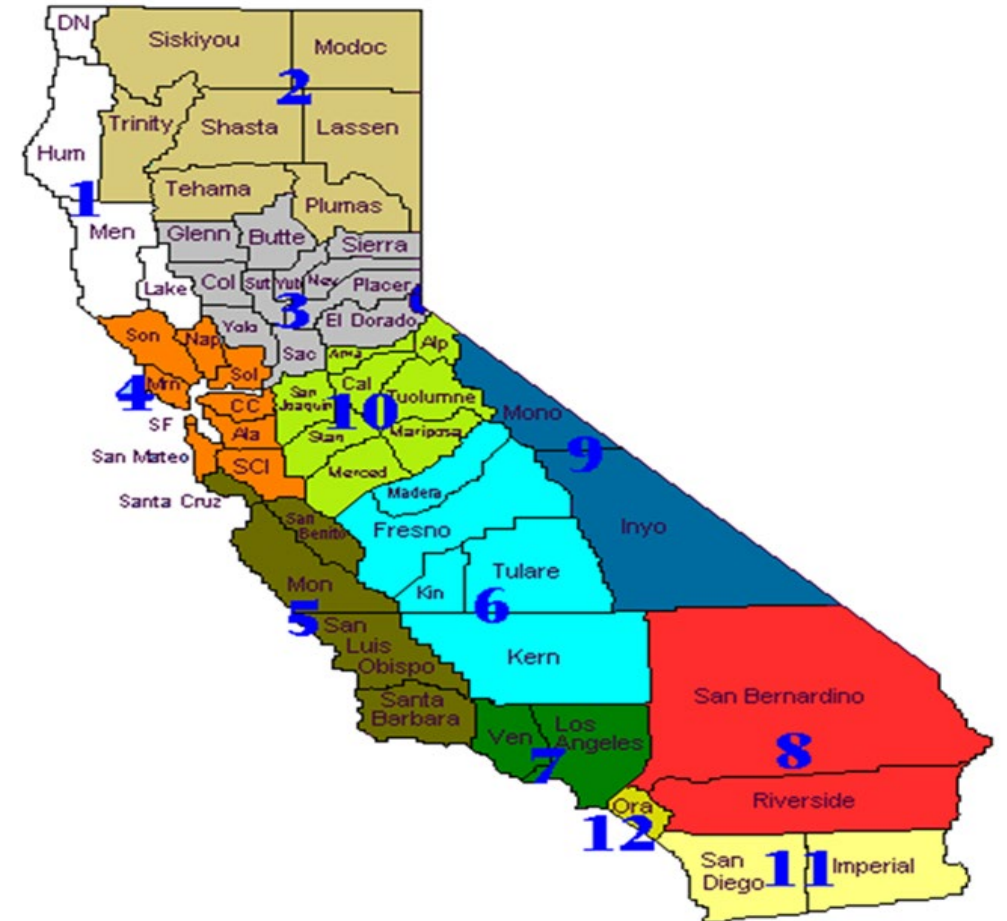 DN
Siskiyou
Modoc
2
Trinity
Shasta
Lassen
Hum
Tehama
1
Plumas
Men
Glenn
Butte
Sierra
Lake
Col
Sut
Yub
Nev
Placer
3
Yolo
El Dorado
Son
Nap
Sac
Ama
Alp
Sol
4
Mrn
Cal
Tuolumne
San
Joaquin
10
CC
Mono
SF
Ala
Stan
Mariposa
9
San Mateo
SCl
Merced
Santa Cruz
Madera
San
Benito
Fresno
Inyo
Mon
Kin
Tulare
6
5
San
Luis
Obispo
Kern
Santa
Barbara
San Bernardino
Ven
Los
Angeles
7
8
Ora
12
Riverside
San
Diego
11
Imperial